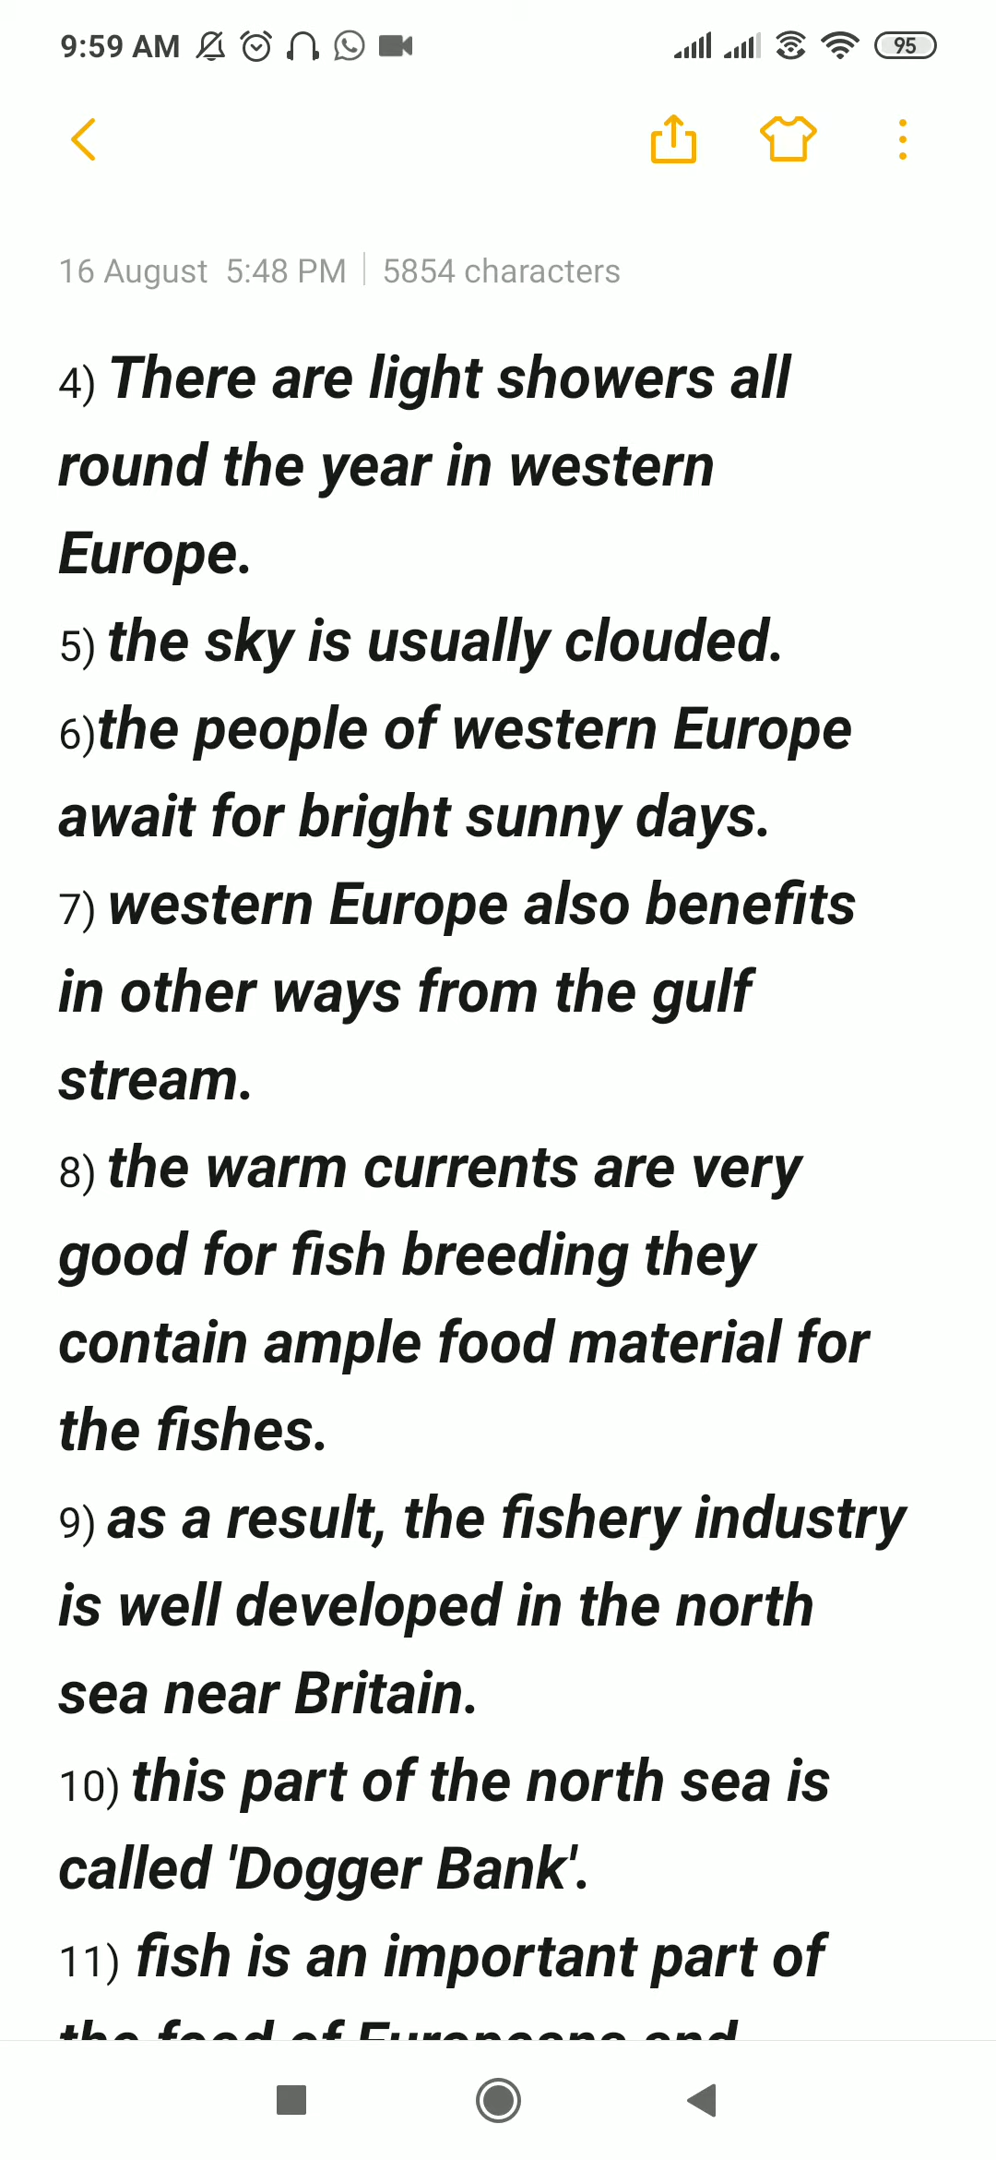 9:59 AM 95
16 August 5:48 PM | 5854 characters
4) There are light showers all
round the year in western
Europe.
5) the sky is usually clouded.
6)the people of western Europe
await for bright sunny days.
7) western Europe also benefits
in other ways from the gulf
stream.
8) the warm currents are very
good for fish breeding they
contain ample food material for
the fishes.
9) as a result, the fishery industry
is well developed in the north
sea near Britain.
10) this part of the north sea is
called 'Dogger Bank'.
11) fish is an important part of
the food of Europeans and